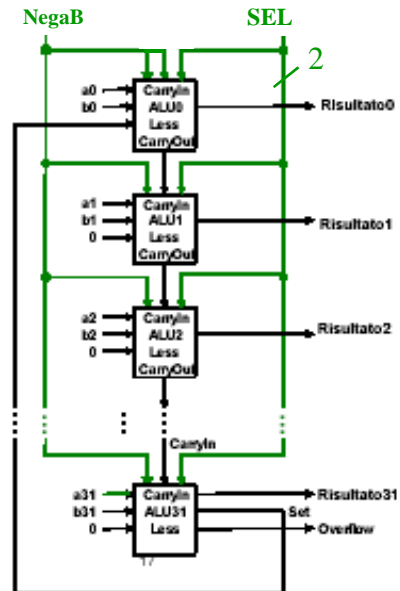 NegaB SEL
2
a0 CarryIn
b0 ALU0 Risultato0
Less
CarryOut
a1 CarryIn
b1 ALU1 Risultato1
0 Less
CarryOut
a2 CarryIn
b2 ALU2 Risultato2
0 Less
CarryOut
CarryIn
a31 CarryIn Risultato31
b31 ALU31 Set
0 Less Overflow
17